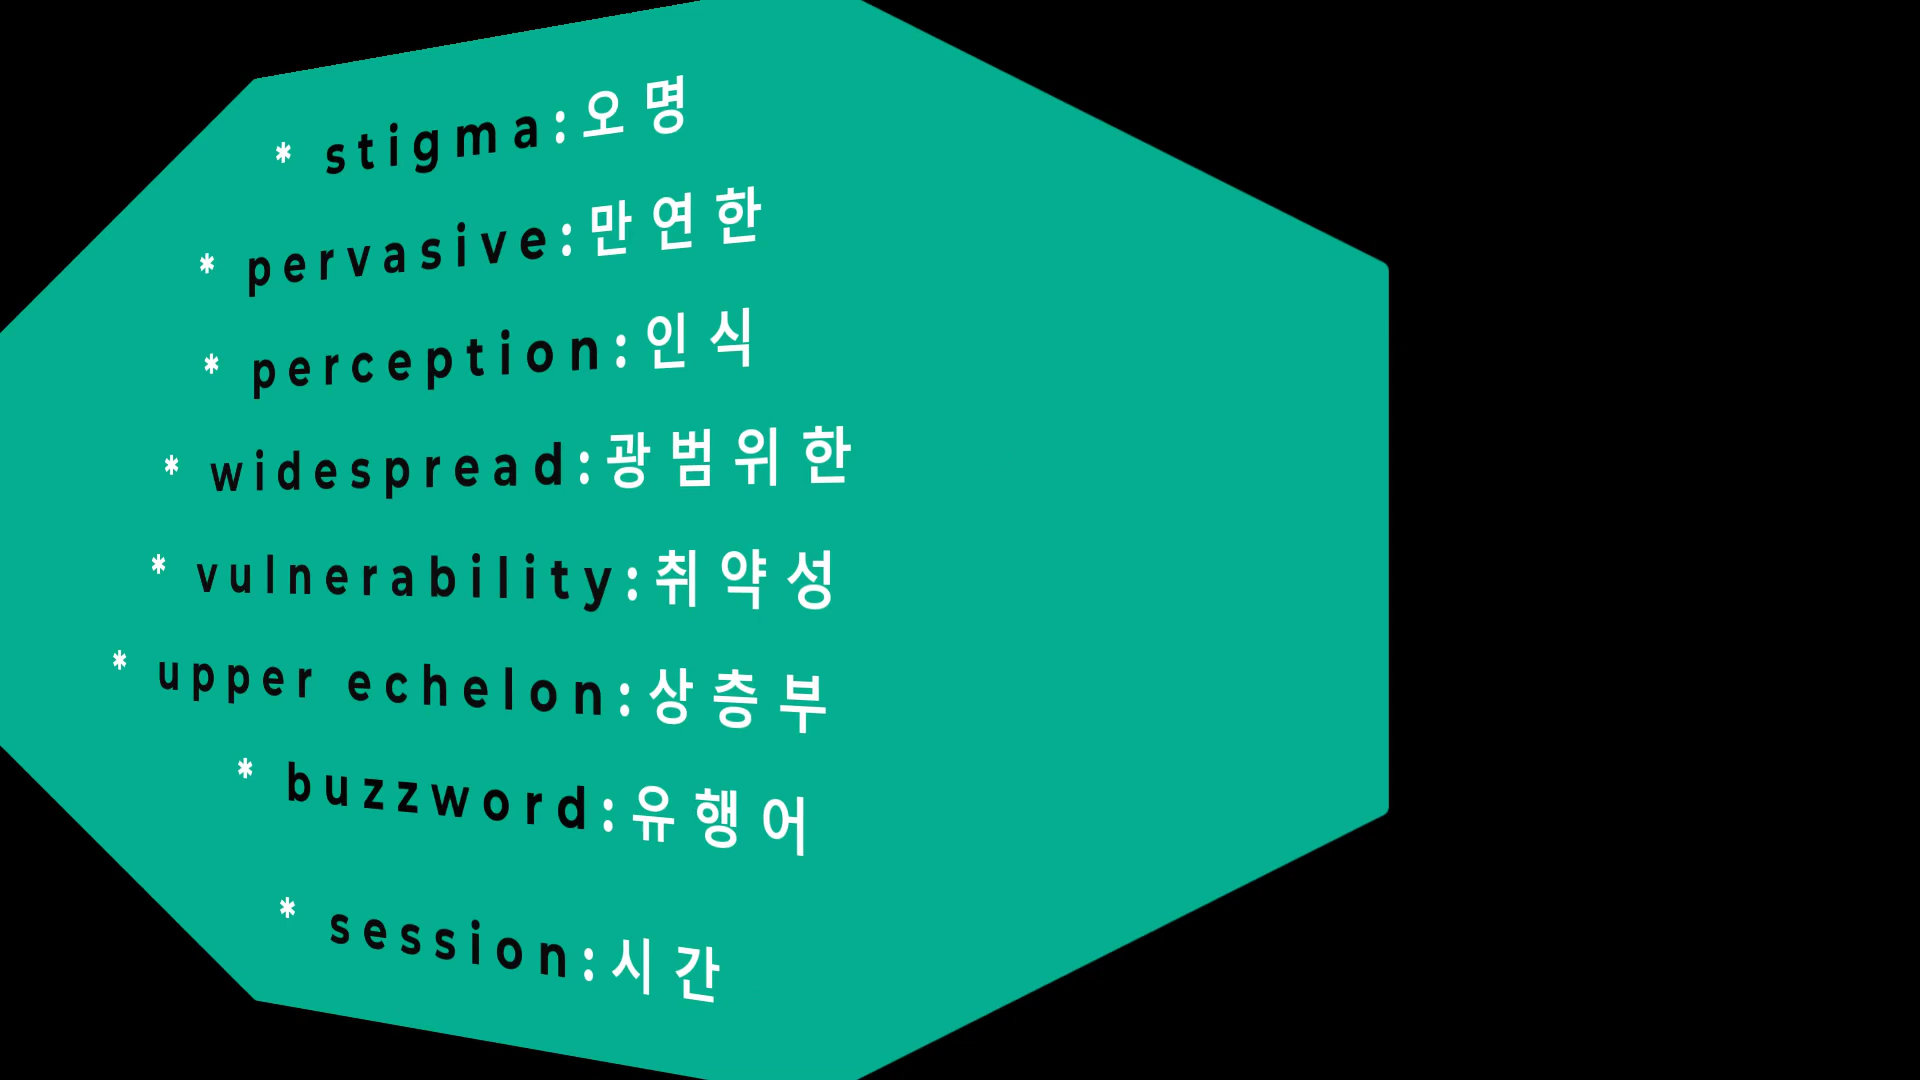 * stigma:오명
* pervasive:만연한
* perception:인식
* widespread:광범위한
* vulnerability:취약성
* upper echelon:상층부
* buzzword:유행어
* session:시간